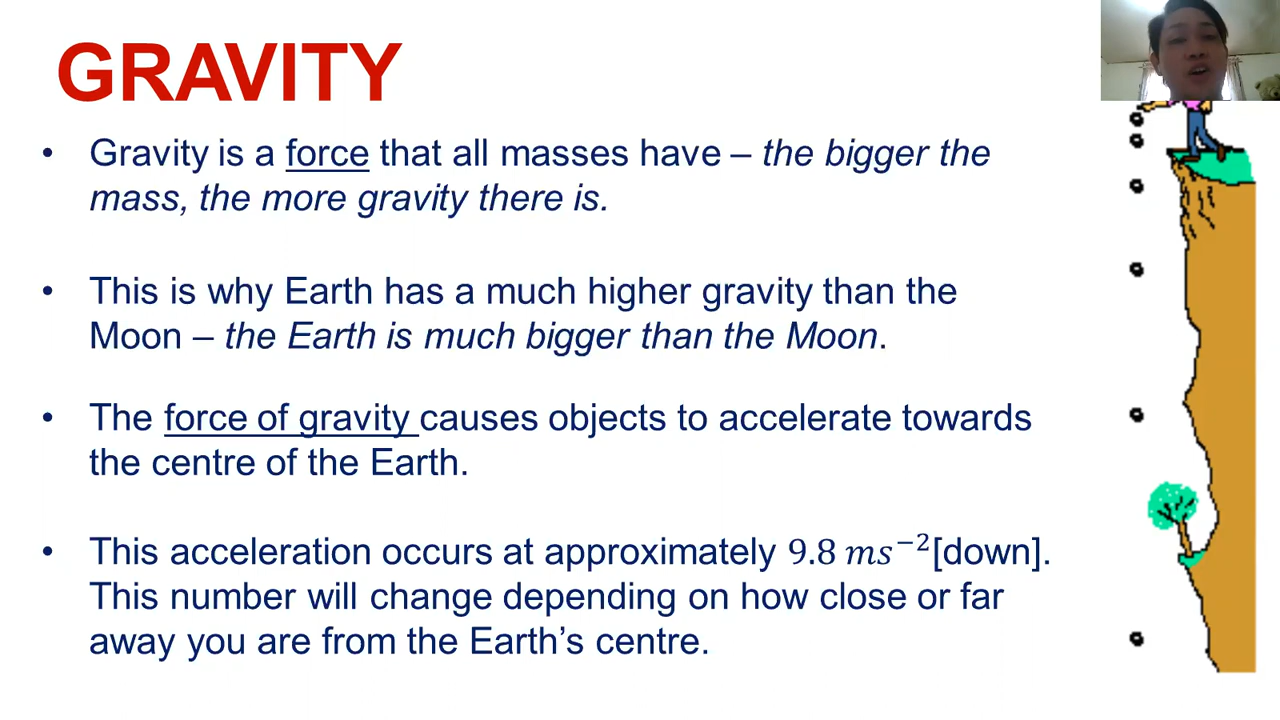 GRAVITY
• Gravity is a force that all masses have – the bigger the
mass, the more gravity there is.
• This is why Earth has a much higher gravity than the
Moon – the Earth is much bigger than the Moon.
• The force of gravity causes objects to accelerate towards
the centre of the Earth.
• This acceleration occurs at approximately 9.8 ms⁻²[down].
This number will change depending on how close or far
away you are from the Earth’s centre.